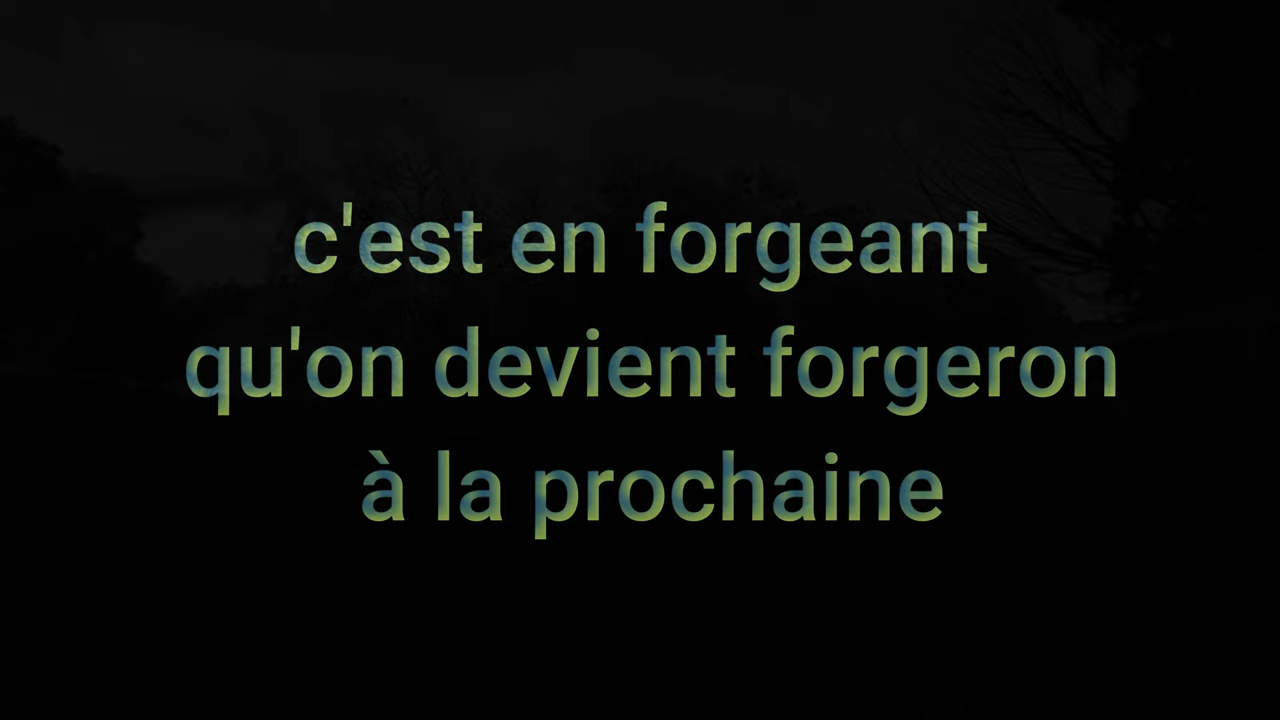 c'est en forgeant
qu'on devient forgeron
à la prochaine